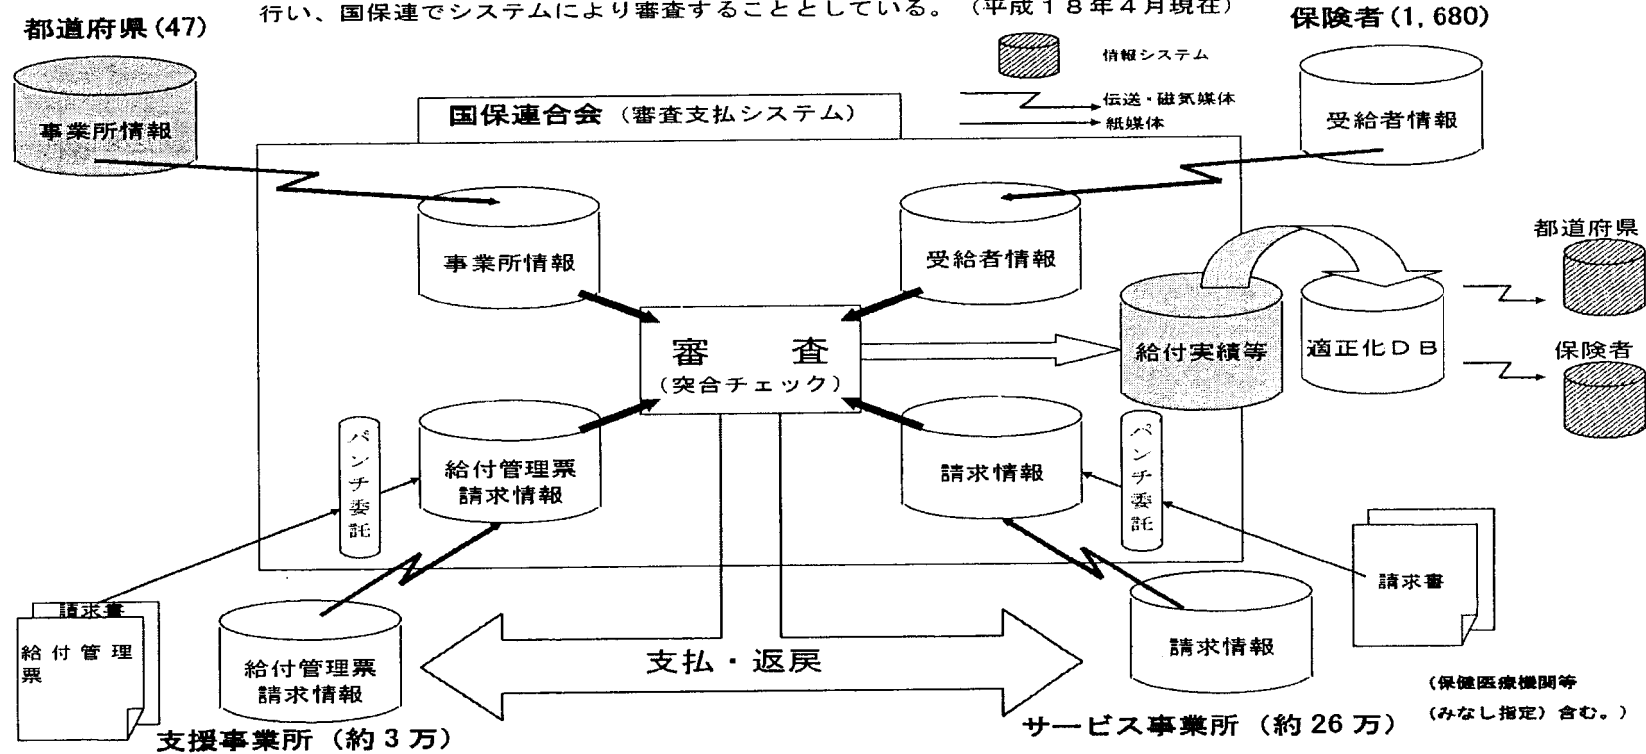 行い、国保連でシステムにより審査することとしている。（平成１８年４月現在）
都道府県(47)
保険者(1,680)
情報システム
伝送・磁気媒体
紙媒体
事業所情報
国保連合会（審査支払システム）
受給者情報
事業所情報
受給者情報
都道府県
審　　査
（突合チェック）
給付実績等
適正化ＤＢ
保険者
パンチ委託
給付管理票
請求情報
請求情報
パンチ委託
請求書
請求書
給付管理
票
給付管理票
請求情報
支払・返戻
請求情報
（保健医療機関等
（みなし指定）含む。）
支援事業所（約３万）
サービス事業所（約26万）